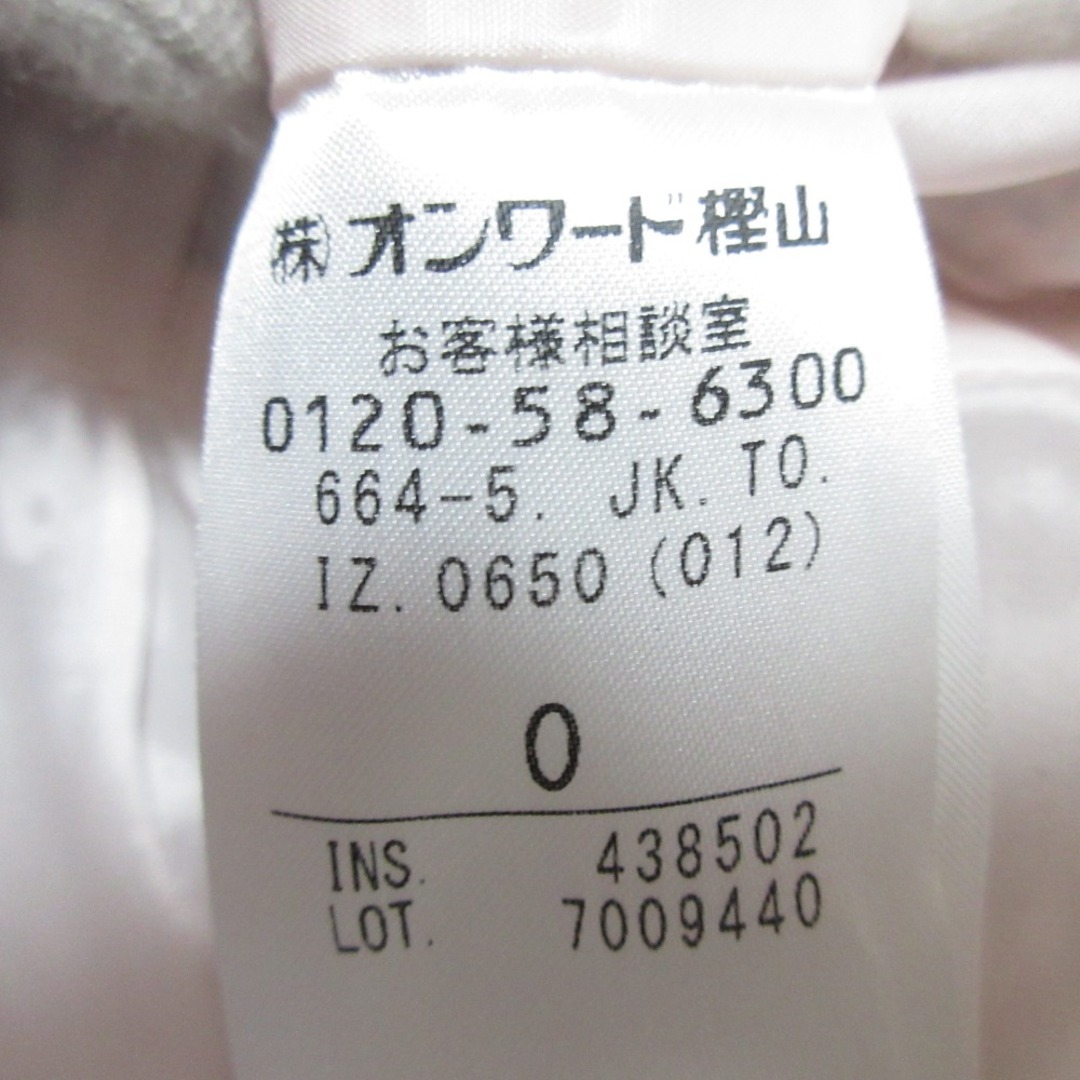 ㈱オンワード樫山
お客様相談室
0120-58-6300
664-5. JK. TO.
IZ. 0650 (012)
0
INS. 438502
LOT. 7009440